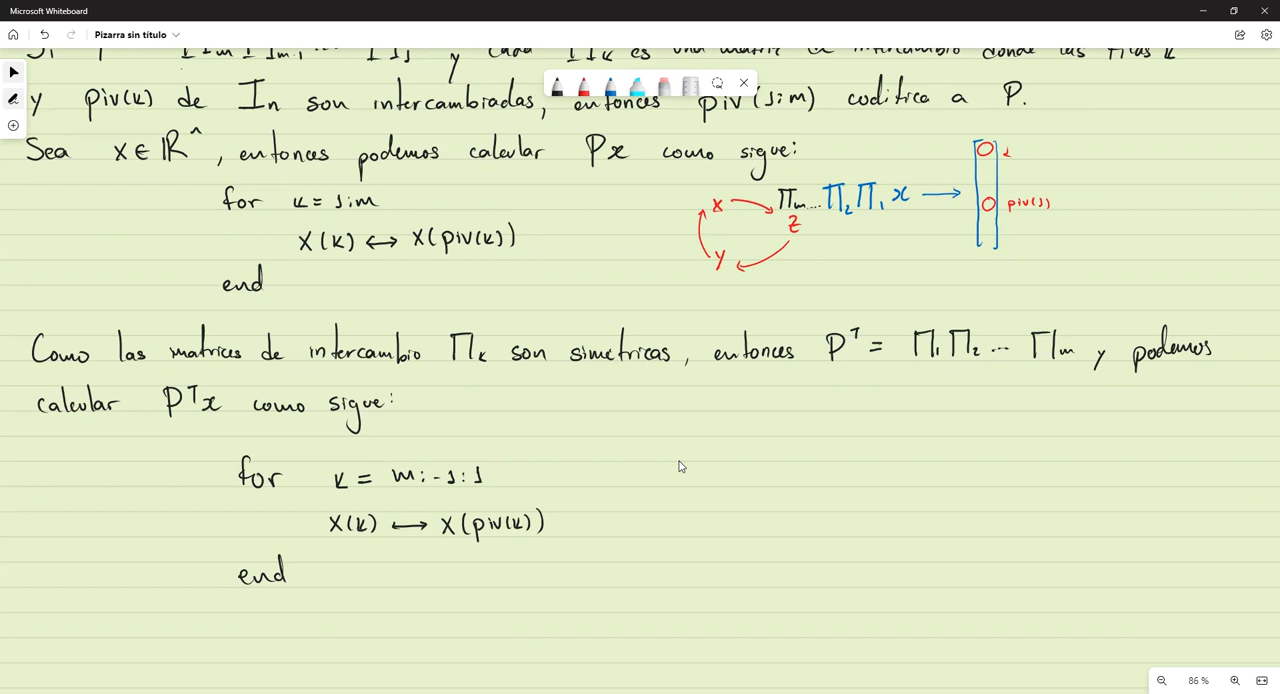 Microsoft Whiteboard
Pizarra sin título
y piv(k) de In son intercambiadas, entonces piv(1:m) codifica a P.
Sea x ∈ ℝ^n, entonces podemos calcular Px como sigue:
for k = 1:m
x(k) ↔ x(piv(k))
end
Πm ... Π2 Π1 x →
1
piv(1)
x
z
y
Como las matrices de intercambio Πk son simetricas, entonces P^T = Π1 Π2 ... Πm y podemos
calcular P^T x como sigue:
for k = m:-1:1
x(k) ↔ x(piv(k))
end
86 %